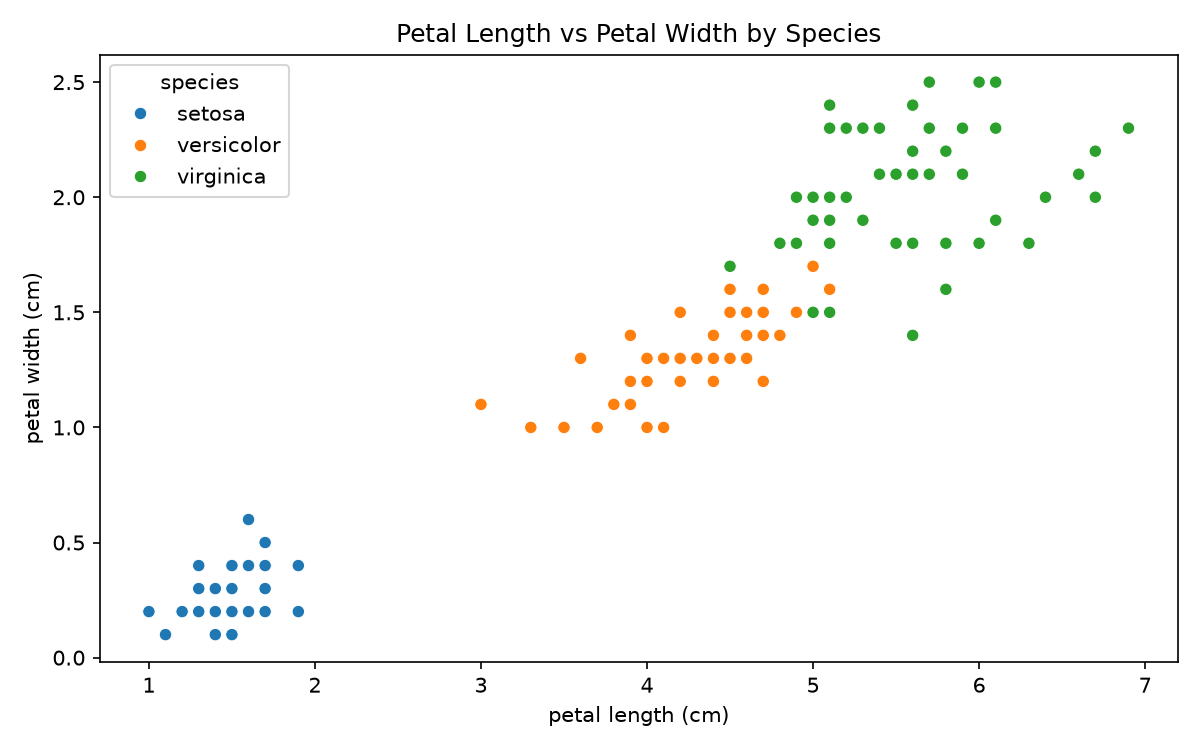 Petal Length vs Petal Width by Species
species
setosa
versicolor
virginica
petal width (cm)
2.5
2.0
1.5
1.0
0.5
0.0
1 2 3 4 5 6 7
petal length (cm)